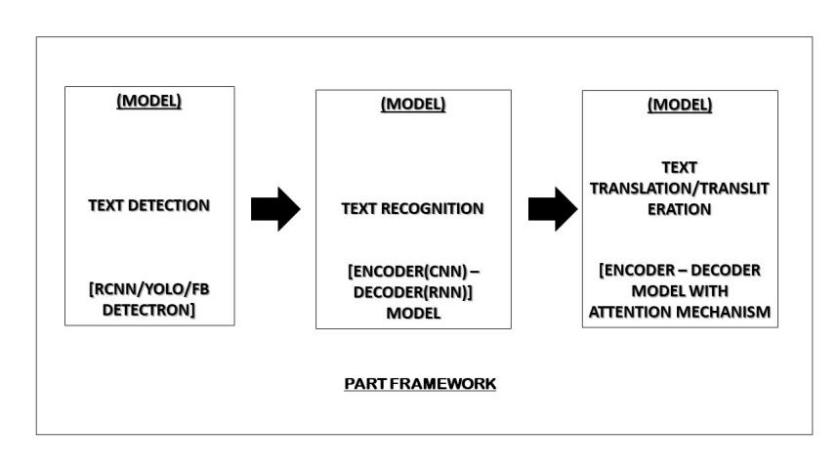 (MODEL)
TEXT DETECTION
[RCNN/YOLO/FB
DETECTRON]
(MODEL)
TEXT RECOGNITION
[ENCODER(CNN) –
DECODER(RNN)]
MODEL
(MODEL)
TEXT
TRANSLATION/TRANSLIT
ERATION
[ENCODER – DECODER
MODEL WITH
ATTENTION MECHANISM
PART FRAMEWORK